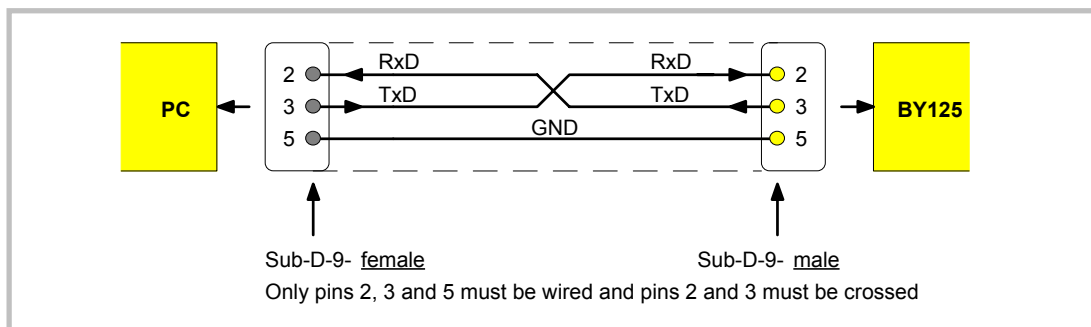 RxD RxD
2 2
PC 3 TxD TxD 3 BY125
GND
5 5
Sub-D-9- female Sub-D-9- male
Only pins 2, 3 and 5 must be wired and pins 2 and 3 must be crossed